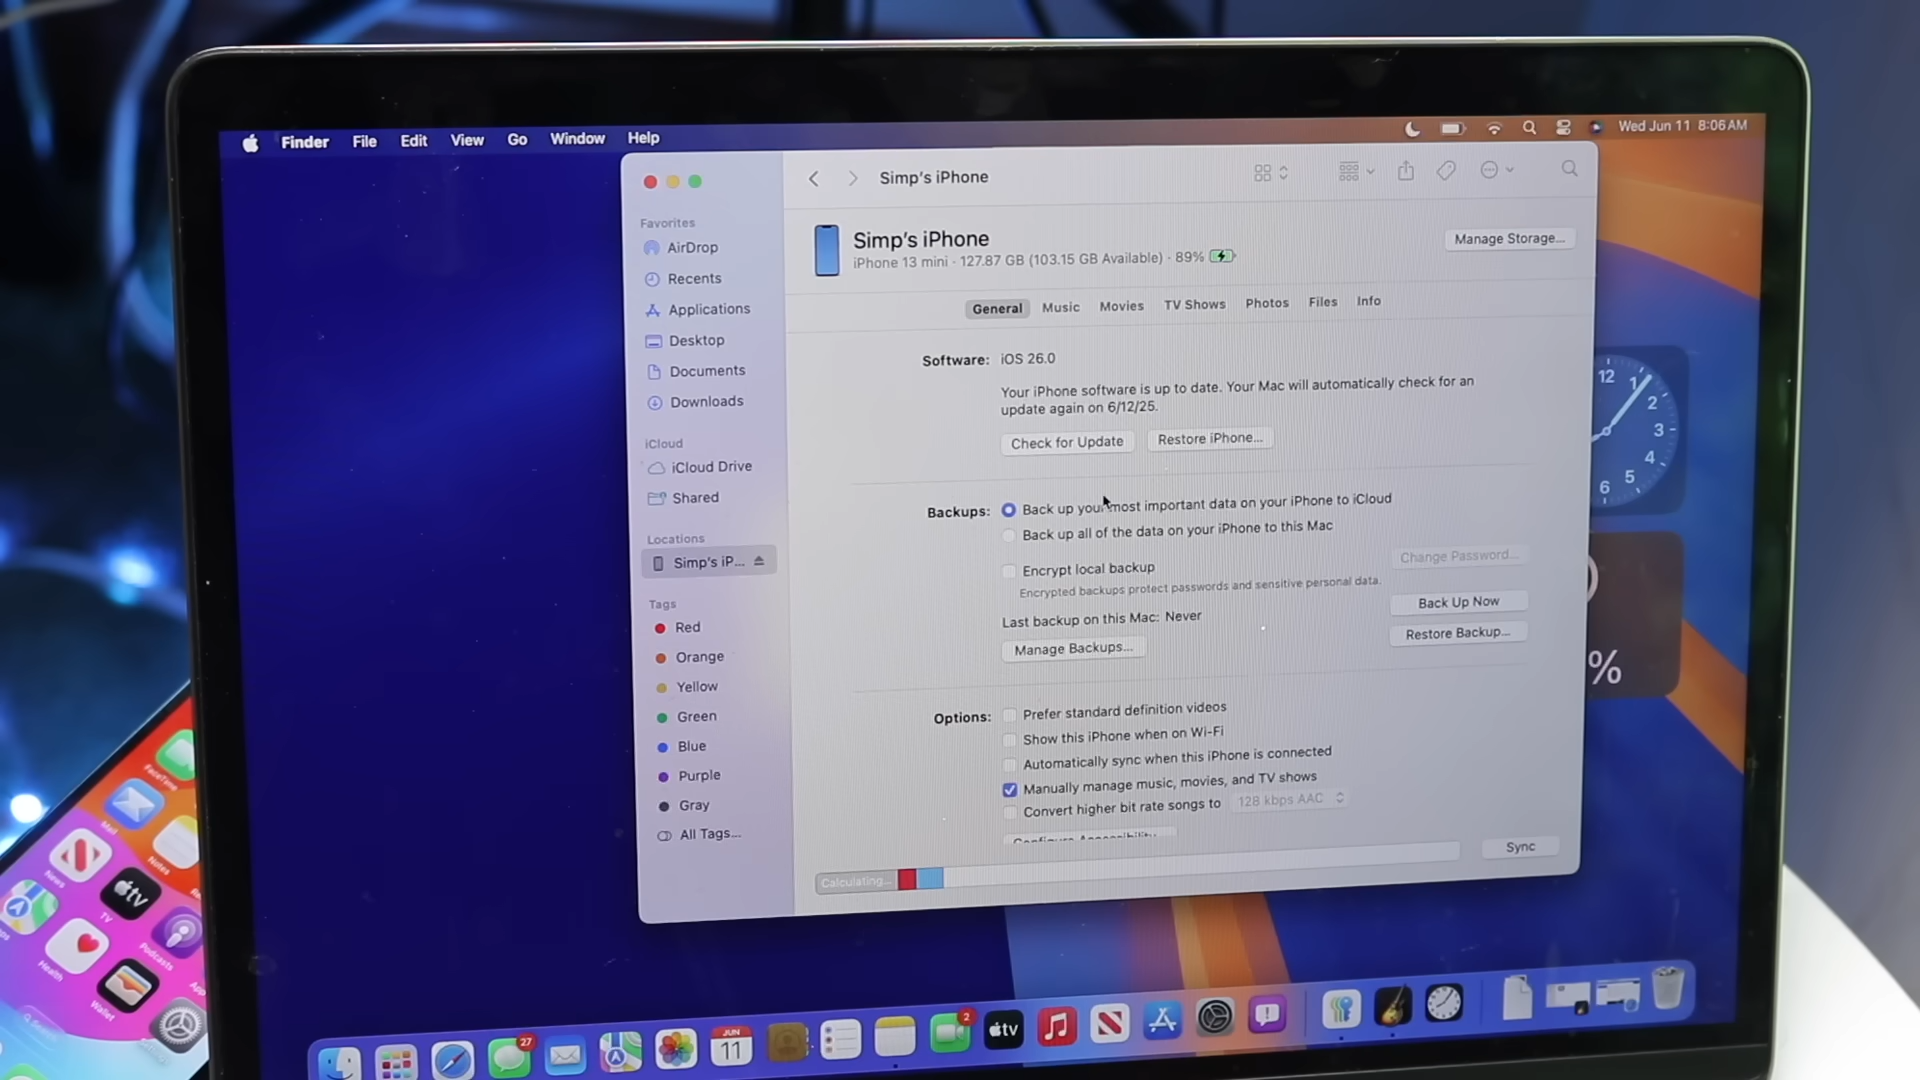 Finder File Edit View Go Window Help
Wed Jun 11 8:06 AM
Simp's iPhone
Favorites
AirDrop
Recents
Applications
Desktop
Documents
Downloads
iCloud
iCloud Drive
Shared
Locations
Simp's iP...
Tags
Red
Orange
Yellow
Green
Blue
Purple
Gray
All Tags...
Simp's iPhone
iPhone 13 mini · 127.87 GB (103.15 GB Available) · 89%
Manage Storage...
General Music Movies TV Shows Photos Files Info
Software: iOS 26.0
Your iPhone software is up to date. Your Mac will automatically check for an
update again on 6/12/25.
Check for Update Restore iPhone...
Backups: Back up your most important data on your iPhone to iCloud
Back up all of the data on your iPhone to this Mac
Encrypt local backup
Change Password...
Encrypted backups protect passwords and sensitive personal data.
Last backup on this Mac: Never
Back Up Now
Manage Backups...
Restore Backup...
Options: Prefer standard definition videos
Show this iPhone when on Wi-Fi
Automatically sync when this iPhone is connected
Manually manage music, movies, and TV shows
Convert higher bit rate songs to 128 kbps AAC
Calculating...
Sync
12
1
2
3
4
5
6
%
27
JUN
11
2
tv
FaceTime
Mail
Notes
News
tv
TV
Podcasts
Health
Wallet